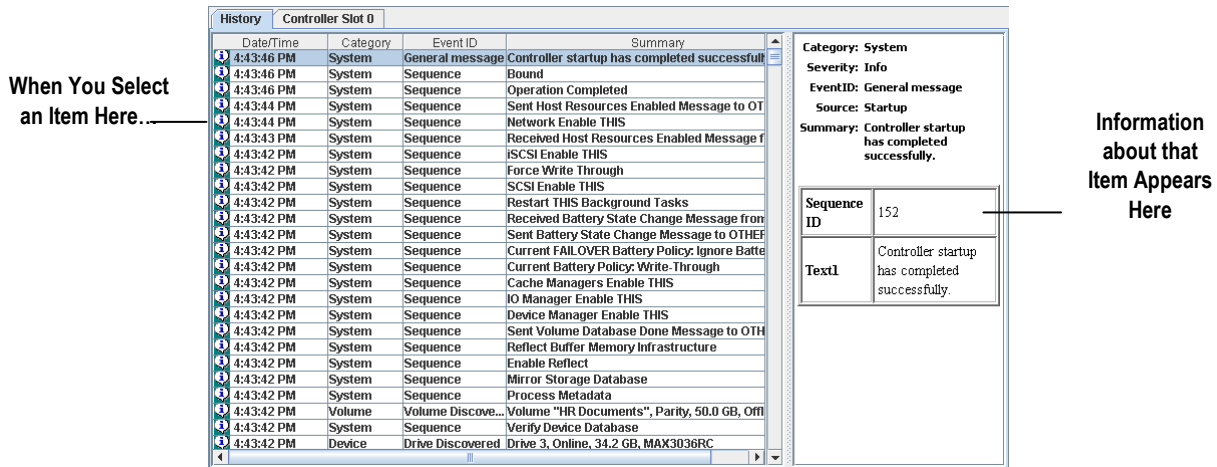 History Controller Slot 0
When You Select
an Item Here…
Date/Time Category Event ID Summary
4:43:46 PM System General message Controller startup has completed successfull
4:43:46 PM System Sequence Bound
4:43:46 PM System Sequence Operation Completed
4:43:44 PM System Sequence Sent Host Resources Enabled Message to OT
4:43:44 PM System Sequence Network Enable THIS
4:43:43 PM System Sequence Received Host Resources Enabled Message f
4:43:42 PM System Sequence iSCSI Enable THIS
4:43:42 PM System Sequence Force Write Through
4:43:42 PM System Sequence SCSI Enable THIS
4:43:42 PM System Sequence Restart THIS Background Tasks
4:43:42 PM System Sequence Received Battery State Change Message from
4:43:42 PM System Sequence Sent Battery State Change Message to OTHER
4:43:42 PM System Sequence Current FAILOVER Battery Policy: Ignore Batte
4:43:42 PM System Sequence Current Battery Policy: Write-Through
4:43:42 PM System Sequence Cache Managers Enable THIS
4:43:42 PM System Sequence IO Manager Enable THIS
4:43:42 PM System Sequence Device Manager Enable THIS
4:43:42 PM System Sequence Sent Volume Database Done Message to OTH
4:43:42 PM System Sequence Reflect Buffer Memory Infrastructure
4:43:42 PM System Sequence Enable Reflect
4:43:42 PM System Sequence Mirror Storage Database
4:43:42 PM System Sequence Process Metadata
4:43:42 PM Volume Volume Discove... Volume "HR Documents", Parity, 50.0 GB, Offl
4:43:42 PM System Sequence Verify Device Database
4:43:42 PM Device Drive Discovered Drive 3, Online, 34.2 GB, MAX3036RC
Category: System
Severity: Info
EventID: General message
Source: Startup
Summary: Controller startup
has completed
successfully.
Sequence
ID
152
Text1
Controller startup
has completed
successfully.
Information
about that
Item Appears
Here